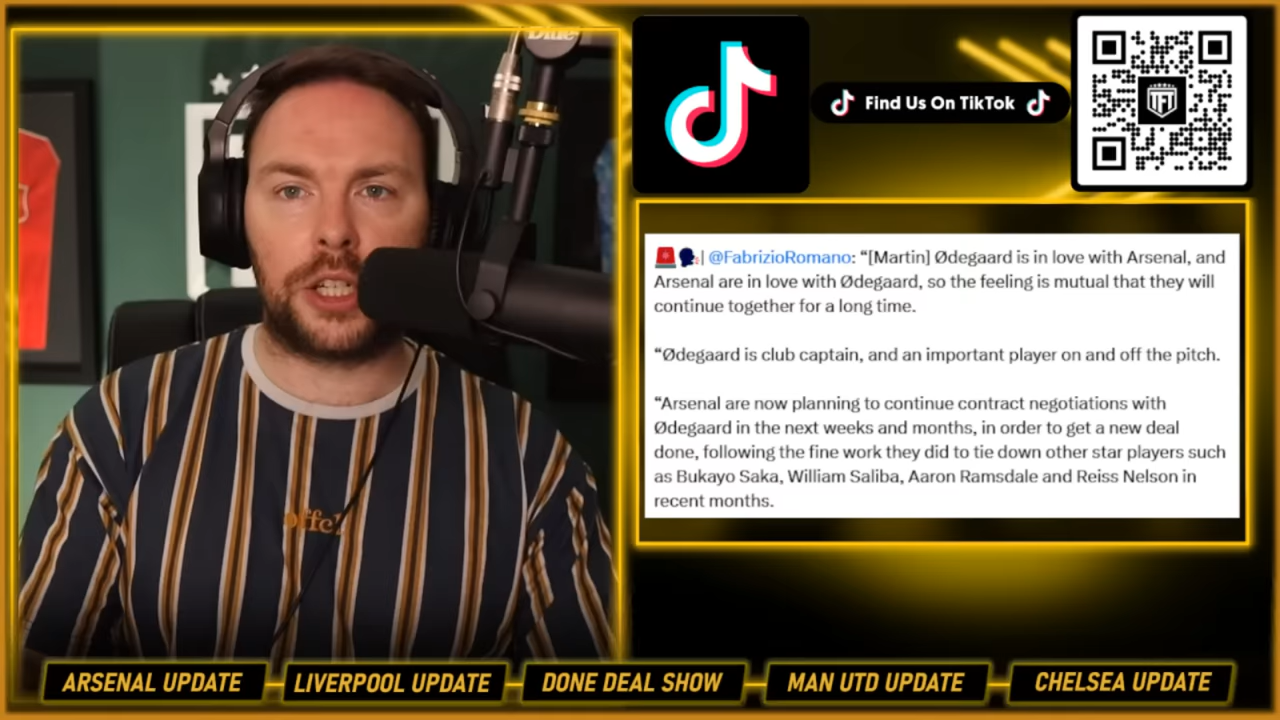 Blue
Find Us On TikTok
@FabrizioRomano: “[Martin] Ødegaard is in love with Arsenal, and
Arsenal are in love with Ødegaard, so the feeling is mutual that they will
continue together for a long time.
“Ødegaard is club captain, and an important player on and off the pitch.
“Arsenal are now planning to continue contract negotiations with
Ødegaard in the next weeks and months, in order to get a new deal
done, following the fine work they did to tie down other star players such
as Bukayo Saka, William Saliba, Aaron Ramsdale and Reiss Nelson in
recent months.
ARSENAL UPDATE
LIVERPOOL UPDATE
DONE DEAL SHOW
MAN UTD UPDATE
CHELSEA UPDATE